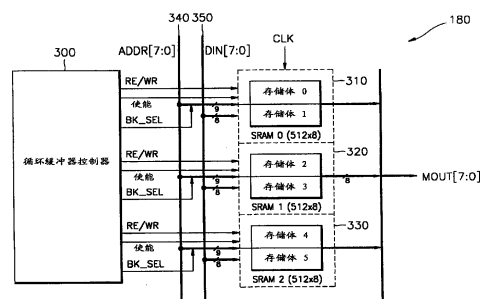 340 350
180
300
ADDR[7:0] DIN[7:0]
CLK
循环缓冲器控制器
RE/WR
使能
BK_SEL
9
8
310
存储体 0
存储体 1
SRAM 0 (512x8)
RE/WR
使能
BK_SEL
9
8
320
存储体 2
存储体 3
SRAM 1 (512x8)
8
MOUT[7:0]
RE/WR
使能
BK_SEL
9
8
330
存储体 4
存储体 5
SRAM 2 (512x8)